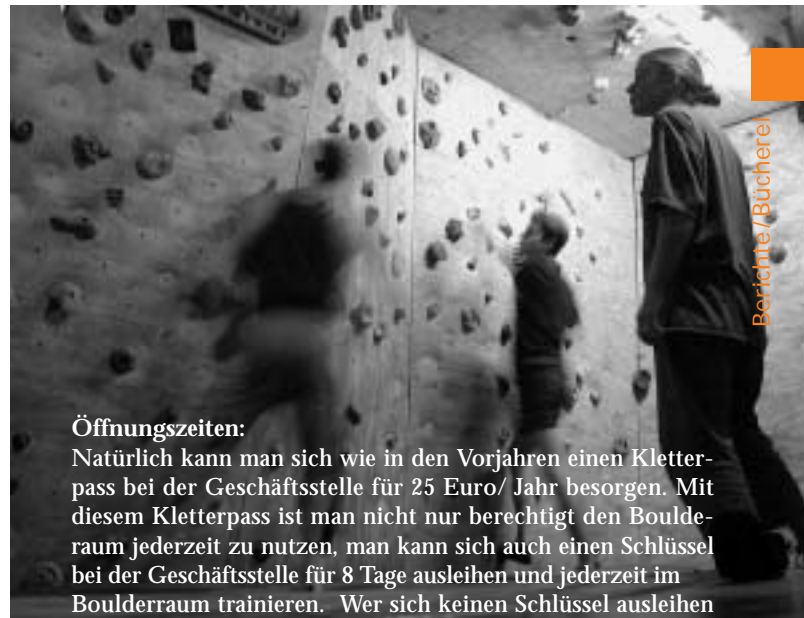 Berichte/Bücherei
Öffnungszeiten:
Natürlich kann man sich wie in den Vorjahren einen Kletter-
pass bei der Geschäftsstelle für 25 Euro/ Jahr besorgen. Mit
diesem Kletterpass ist man nicht nur berechtigt den Boulde-
raum jederzeit zu nutzen, man kann sich auch einen Schlüssel
bei der Geschäftsstelle für 8 Tage ausleihen und jederzeit im
Boulderraum trainieren. Wer sich keinen Schlüssel ausleihen